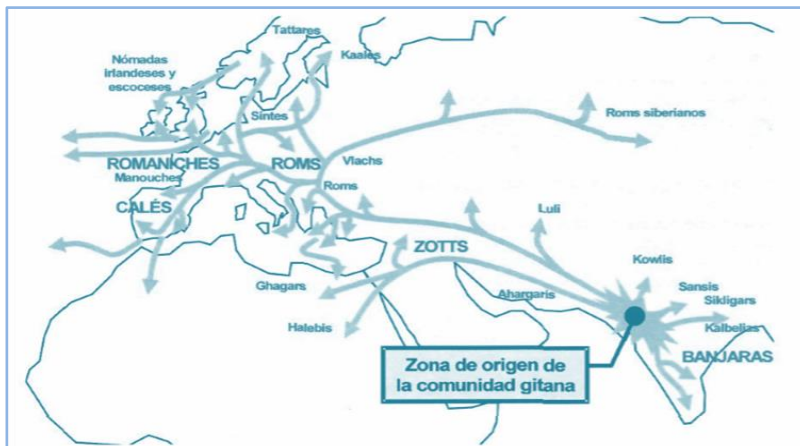 Tattares
Nómadas
Irlandeses y
escoceses
Kaales
Sintes
Roms siberianos
ROMANICHES
ROMS
Vlachs
Manouches
Roms
CALÉS
Luli
ZOTTS
Kowlis
Ghagars
Ahargaris
Sansis
Sikligars
Halebis
Kalbelias
BANJARAS
Zona de origen de
la comunidad gitana